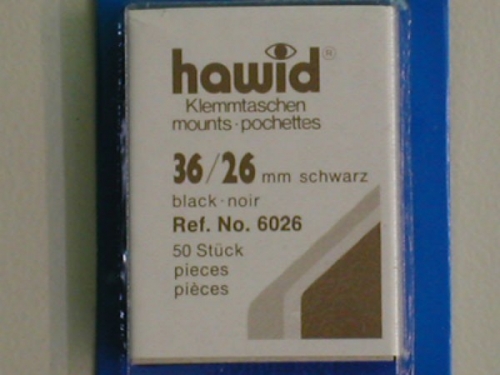 hawid®
Klemmtaschen
mounts·pochettes
36/26 mm schwarz
black·noir
Ref. No. 6026
50 Stück
pieces
pièces